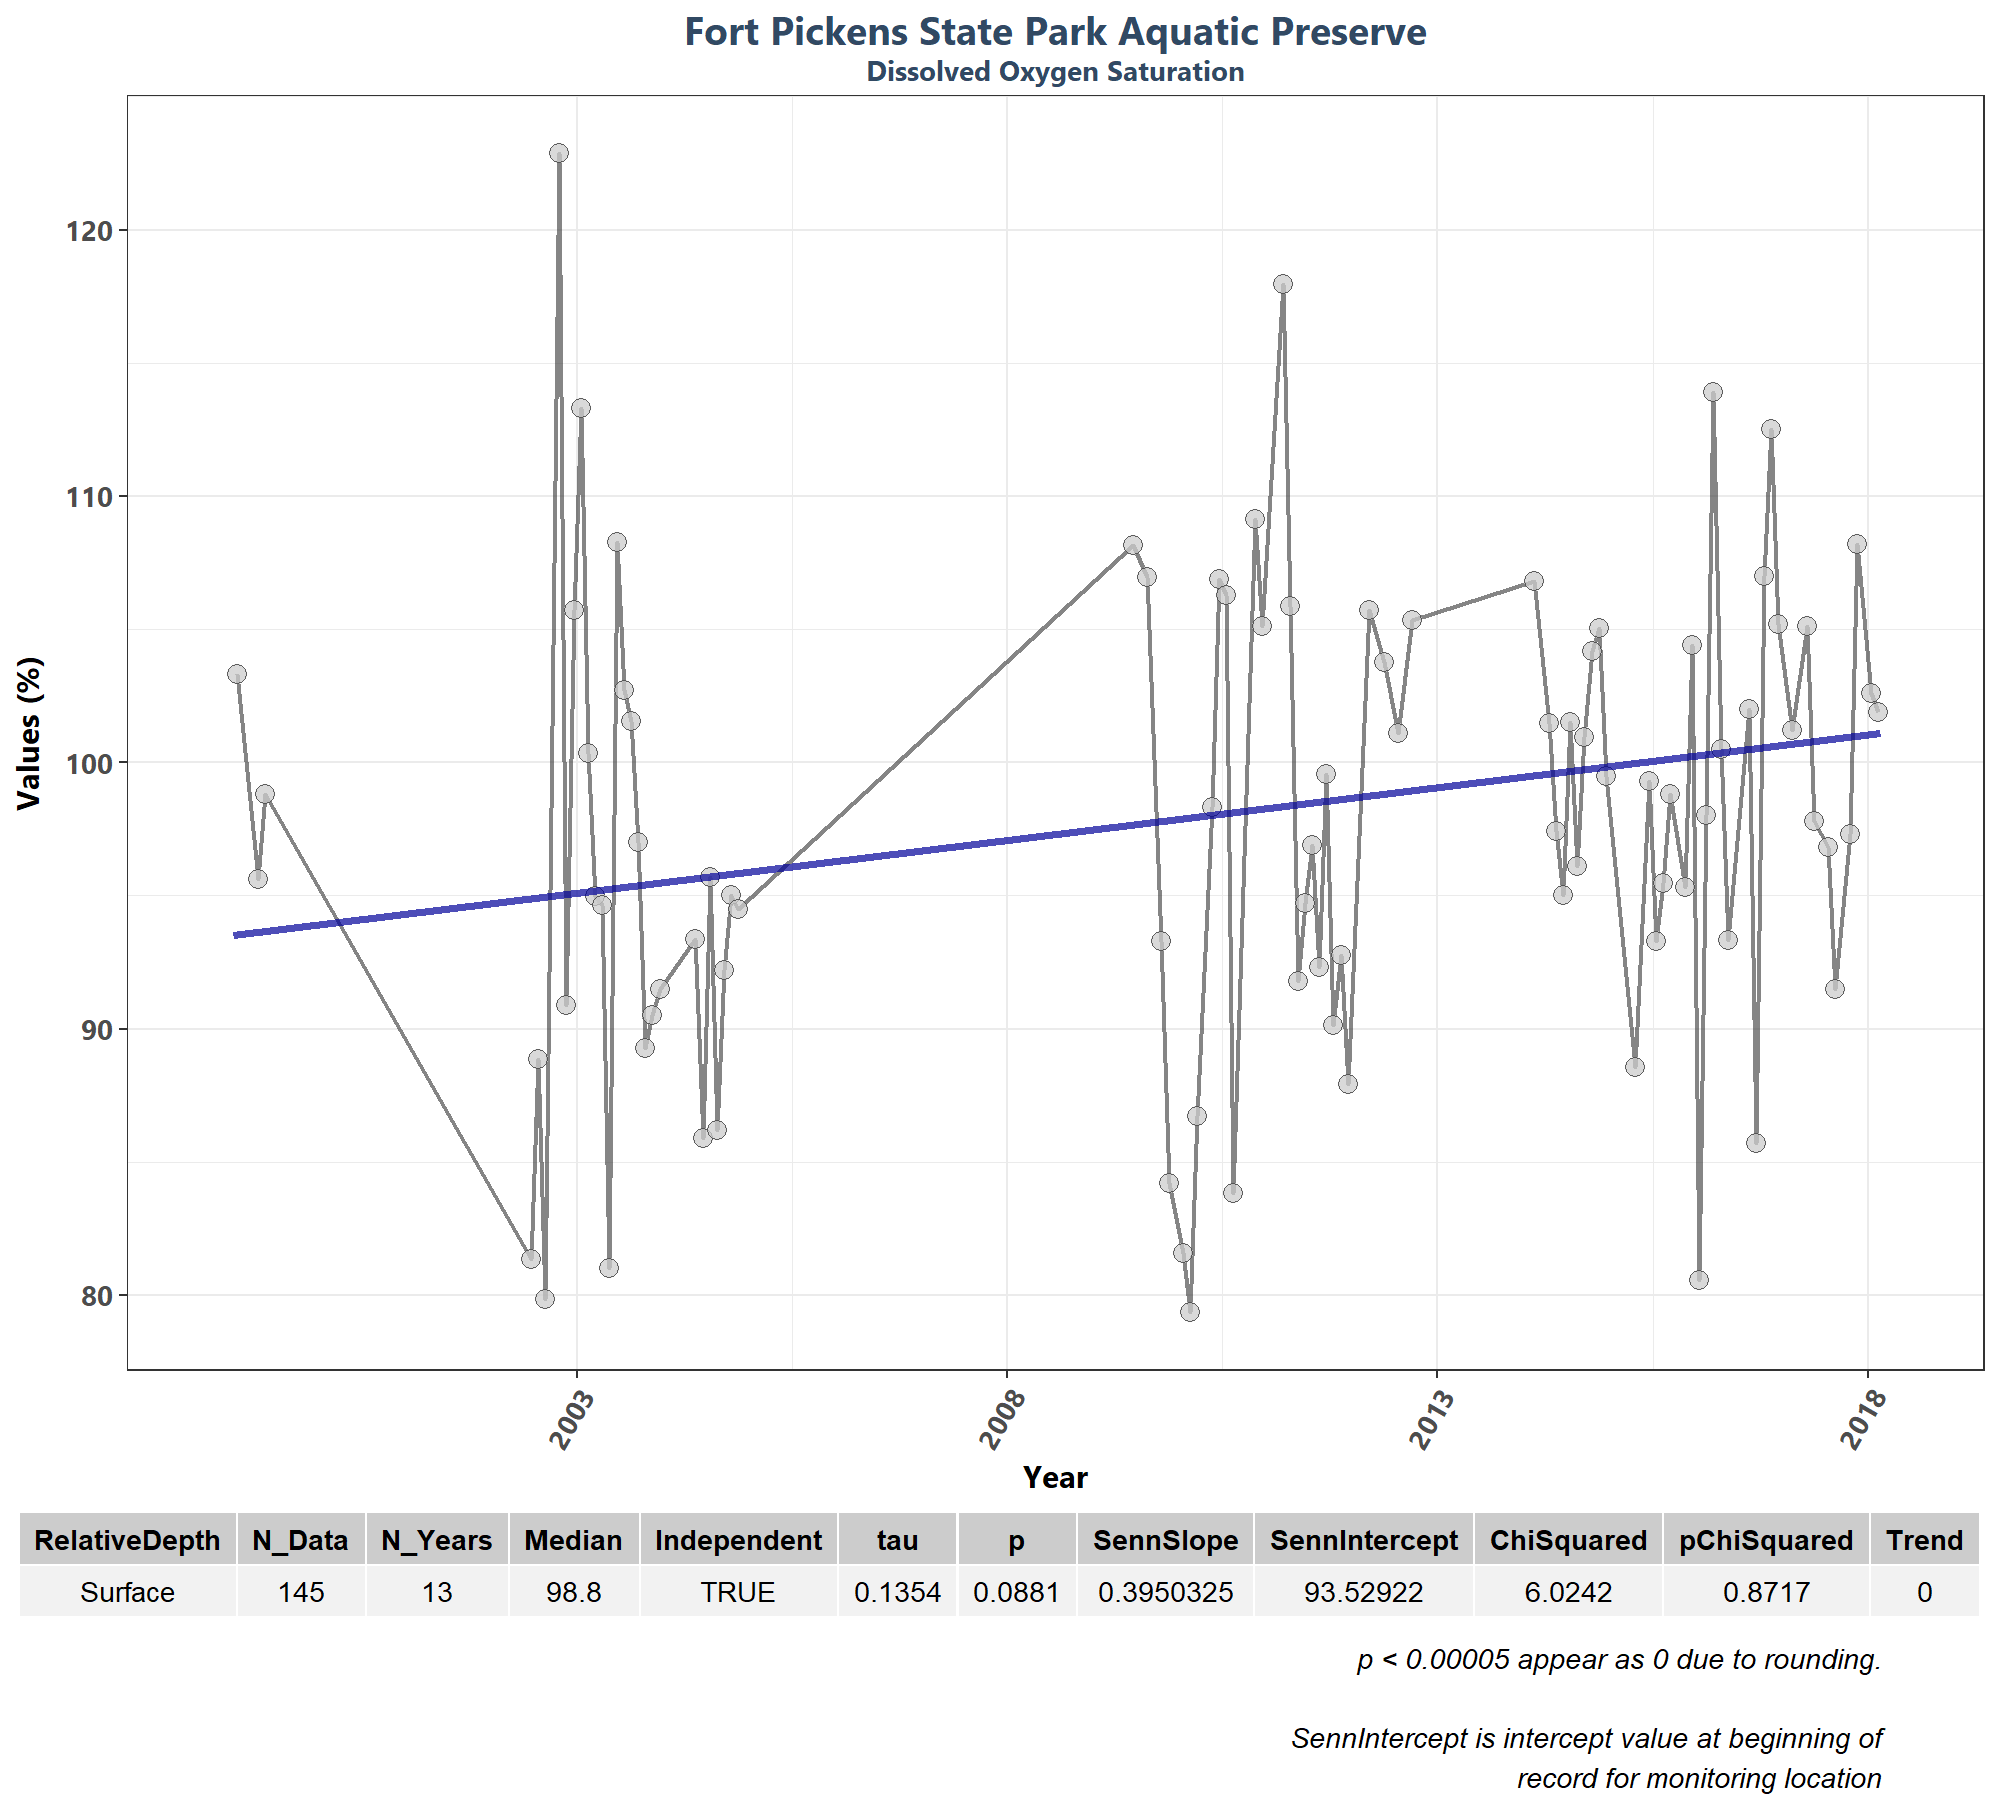 Fort Pickens State Park Aquatic Preserve
Dissolved Oxygen Saturation
Values (%)
120
110
100
90
80
2003
2008
2013
2018
Year
RelativeDepth N_Data N_Years Median Independent tau p SennSlope SennIntercept ChiSquared pChiSquared Trend
Surface 145 13 98.8 TRUE 0.1354 0.0881 0.3950325 93.52922 6.0242 0.8717 0
p < 0.00005 appear as 0 due to rounding.
SennIntercept is intercept value at beginning of
record for monitoring location